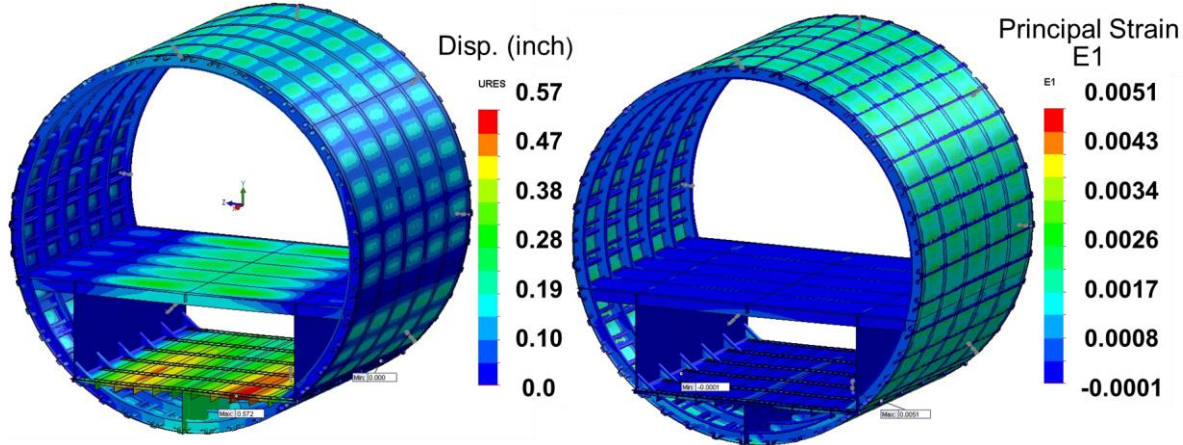 Disp. (inch)
URES
0.57
0.47
0.38
0.28
0.19
0.10
0.0
Y
Z
Min: 0.000
Max: 0.572
Principal Strain
E1
E1
0.0051
0.0043
0.0034
0.0026
0.0017
0.0008
-0.0001
Min: -0.0001
Max: 0.0051